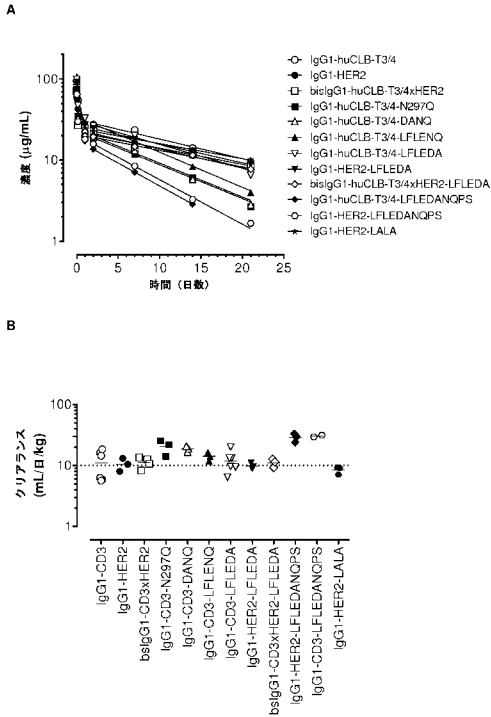 A
濃度 (µg/mL)
100
10
1
0
5
10
15
20
25
時間（日数）
IgG1-huCLB-T3/4
IgG1-HER2
bisIgG1-huCLB-T3/4xHER2
IgG1-huCLB-T3/4-N297Q
IgG1-huCLB-T3/4-DANQ
IgG1-huCLB-T3/4-LFLENQ
IgG1-huCLB-T3/4-LFLEDA
IgG1-HER2-LFLEDA
bisIgG1-huCLB-T3/4xHER2-LFLEDA
IgG1-huCLB-T3/4-LFLEDANQPS
IgG1-HER2-LFLEDANQPS
IgG1-HER2-LALA
B
クリアランス
(mL/日/kg)
100
10
1
IgG1-CD3
IgG1-HER2
bsIgG1-CD3xHER2
IgG1-CD3-N297Q
IgG1-CD3-DANQ
IgG1-CD3-LFLENQ
IgG1-CD3-LFLEDA
IgG1-HER2-LFLEDA
bsIgG1-CD3xHER2-LFLEDA
IgG1-HER2-LFLEDANQPS
IgG1-CD3-LFLEDANQPS
IgG1-HER2-LALA